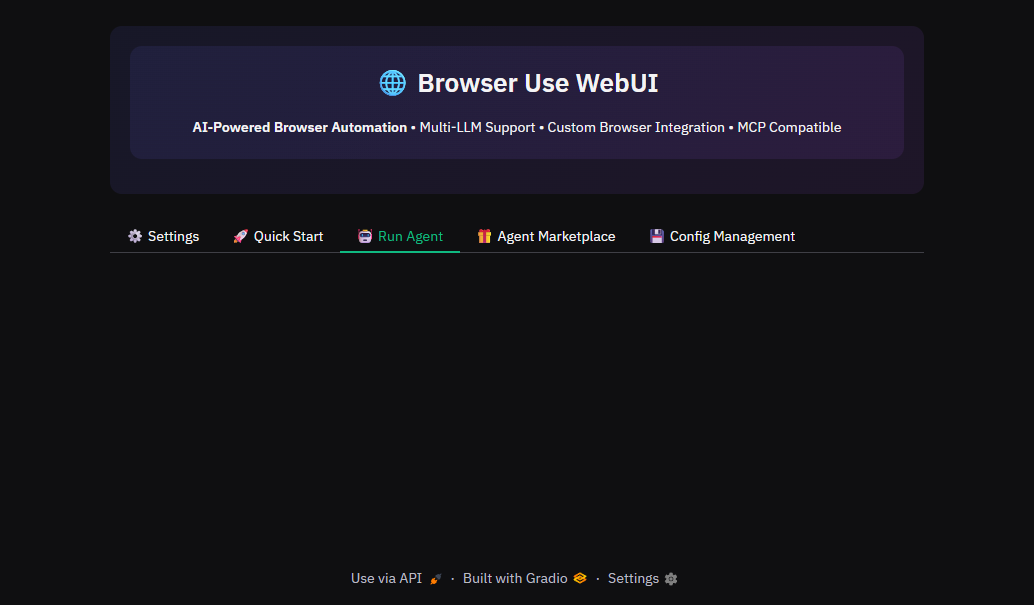 🌐 Browser Use WebUI
AI-Powered Browser Automation • Multi-LLM Support • Custom Browser Integration • MCP Compatible
⚙️ Settings 🚀 Quick Start 🤖 Run Agent 🎁 Agent Marketplace 💾 Config Management
Use via API · Built with Gradio · Settings